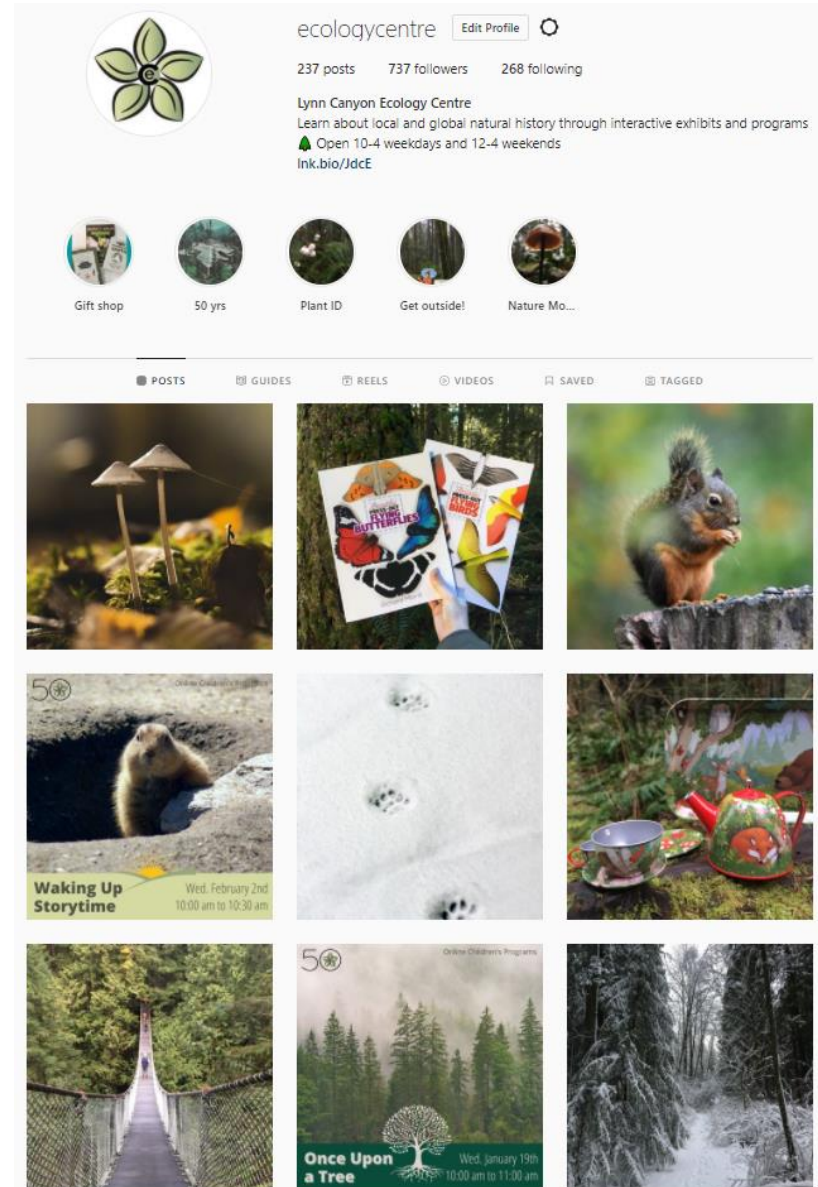 ecologycentre Edit Profile
237 posts 737 followers 268 following
Lynn Canyon Ecology Centre
Learn about local and global natural history through interactive exhibits and programs
🌲 Open 10-4 weekdays and 12-4 weekends
lnk.bio/JdcE
e
Gift shop 50 yrs Plant ID Get outside! Nature Mo...
POSTS GUIDES REELS VIDEOS SAVED TAGGED
PRESS-OUT
FLYING
BUTTERFLIES
PRESS-OUT
FLYING
BIRDS
50
Online Children's Programs
Waking Up
Storytime
Wed. February 2nd
10:00 am to 10:30 am
50
Online Children's Programs
Once Upon
a Tree
Wed. January 19th
10:00 am to 11:00 am